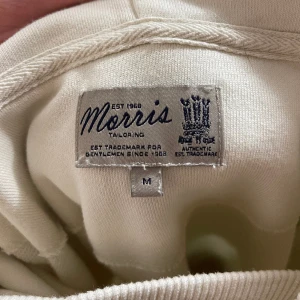 EST 1968
Morris
TAILORING
EST TRADEMARK FOR
GENTLEMEN SINCE 1968
AUTHENTIC
EST. TRADEMARK
M